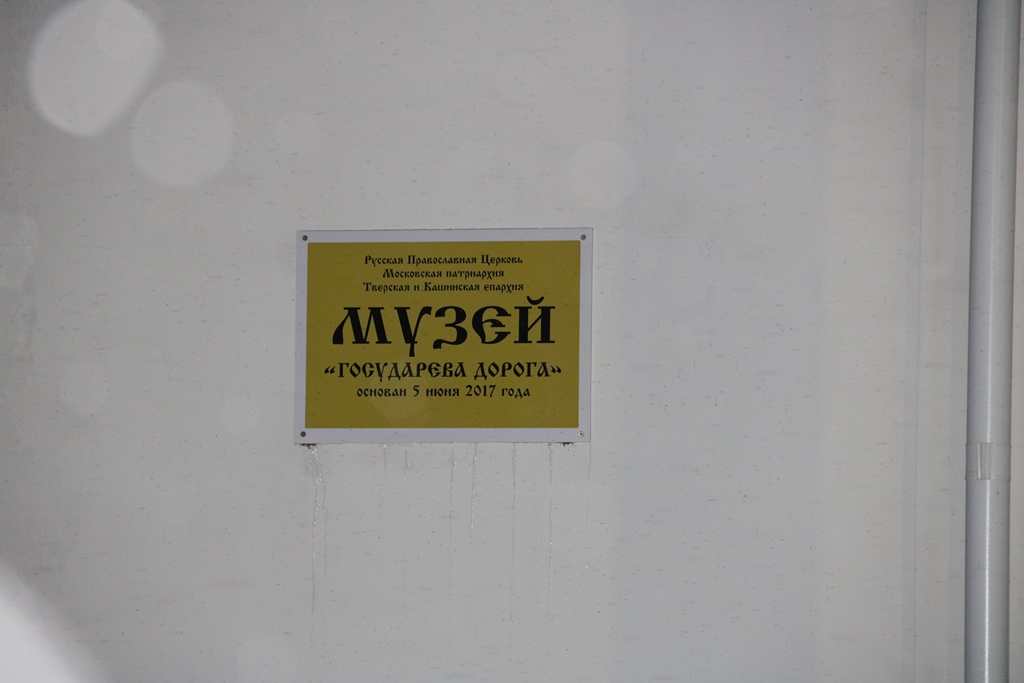 Русская Православная Церковь
Московская патриархия
Тверская и Кашинская епархия
МУЗЕЙ
“ГОСУДАРЕВА ДОРОГА”
основан 5 июня 2017 года